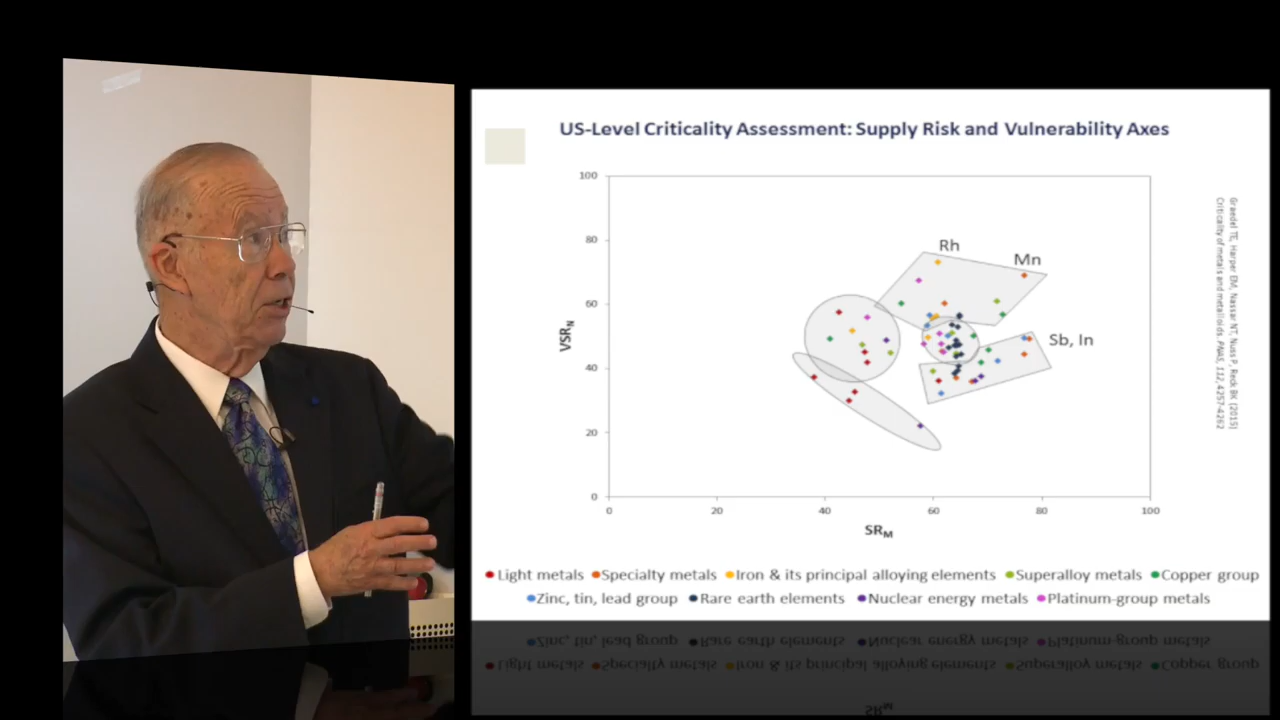 US-Level Criticality Assessment: Supply Risk and Vulnerability Axes
100
80
60
40
20
0
VSRN
Rh
Mn
Sb, In
0 20 40 60 80 100
SRM
Graedel TE, Harper EM, Nassar NT, Nuss P, Reck BK (2015)
Criticality of metals and metalloids. PNAS, 112, 4257-4262
Light metals Specialty metals Iron & its principal alloying elements Superalloy metals Copper group
Zinc, tin, lead group Rare earth elements Nuclear energy metals Platinum-group metals